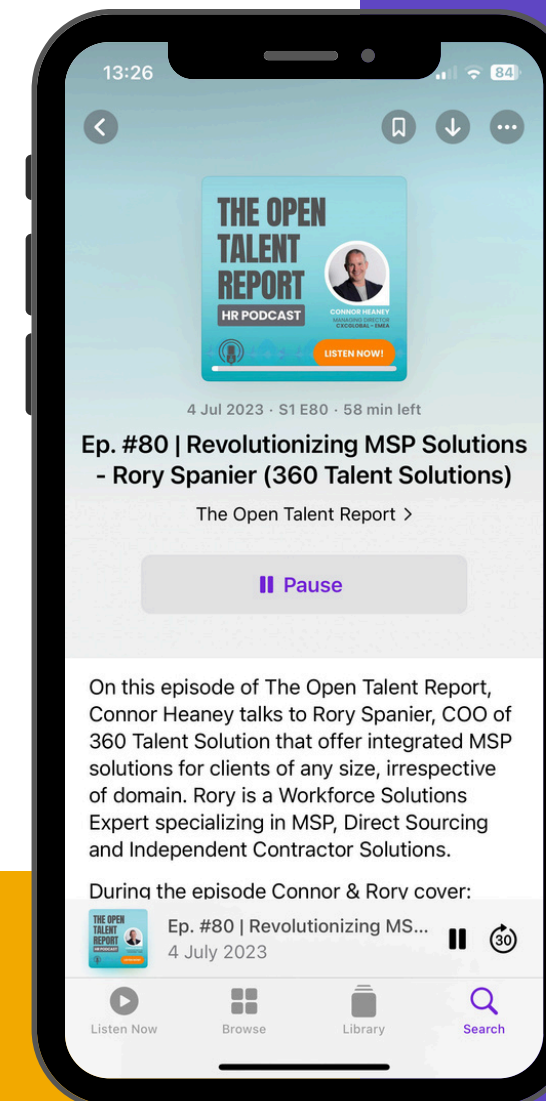 13:26
84
THE OPEN
TALENT
REPORT
HR PODCAST
CONNOR HEANEY
MANAGING DIRECTOR
CXCGLOBAL - EMEA
LISTEN NOW!
4 Jul 2023 · S1 E80 · 58 min left
Ep. #80 | Revolutionizing MSP Solutions
- Rory Spanier (360 Talent Solutions)
The Open Talent Report >
Pause
On this episode of The Open Talent Report,
Connor Heaney talks to Rory Spanier, COO of
360 Talent Solution that offer integrated MSP
solutions for clients of any size, irrespective
of domain. Rory is a Workforce Solutions
Expert specializing in MSP, Direct Sourcing
and Independent Contractor Solutions.
During the episode Connor & Rory cover:
THE OPEN
TALENT
REPORT
Ep. #80 | Revolutionizing MS...
4 July 2023
30
Listen Now
Browse
Library
Search